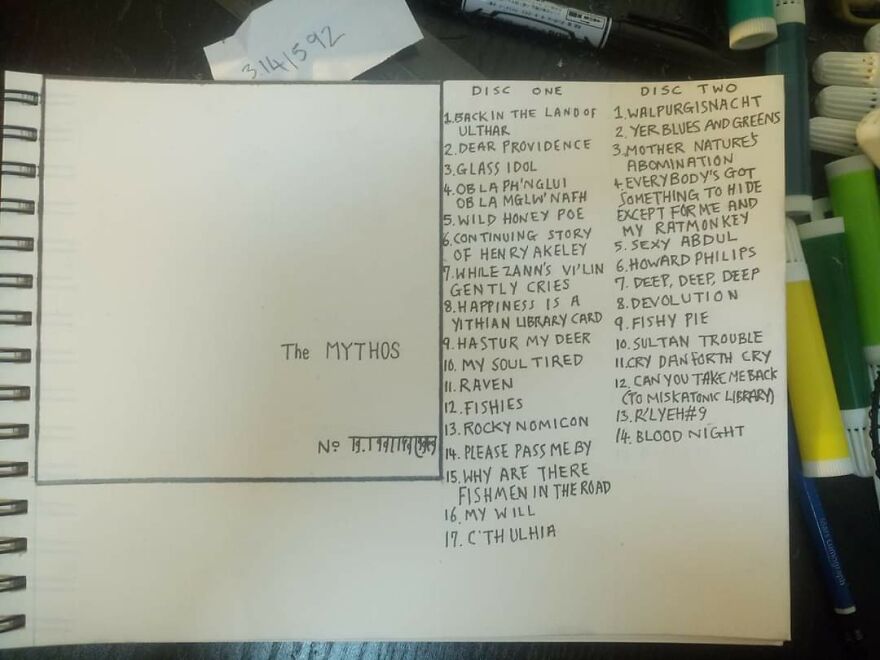 314/592
The MYTHOS
Nº
DISC ONE
1. BACK IN THE LAND OF
ULTHAR
2. DEAR PROVIDENCE
3. GLASS IDOL
4. OB LA PH'NGLUI
OB LA MGLW'NAFH
5. WILD HONEY POE
6. CONTINUING STORY
OF HENRY AKELEY
7. WHILE ZANN'S VI'LIN
GENTLY CRIES
8. HAPPINESS IS A
YITHIAN LIBRARY CARD
9. HASTUR MY DEER
10. MY SOUL TIRED
11. RAVEN
12. FISHIES
13. ROCKY NOMICON
14. PLEASE PASS ME BY
15. WHY ARE THERE
FISHMEN IN THE ROAD
16. MY WILL
17. C'THULHIA
DISC TWO
1. WALPURGISNACHT
2. YER BLUES AND GREENS
3. MOTHER NATURE'S
ABOMINATION
4. EVERYBODY'S GOT
SOMETHING TO HIDE
EXCEPT FOR ME AND
MY RATMONKEY
5. SEXY ABDUL
6. HOWARD PHILIPS
7. DEEP, DEEP, DEEP
8. DEVOLUTION
9. FISHY PIE
10. SULTAN TROUBLE
11. CRY DANFORTH CRY
12. CAN YOU TAKE ME BACK
(TO MISKATONIC LIBRARY)
13. R'LYEH #9
14. BLOOD NIGHT
Mars Lumograph